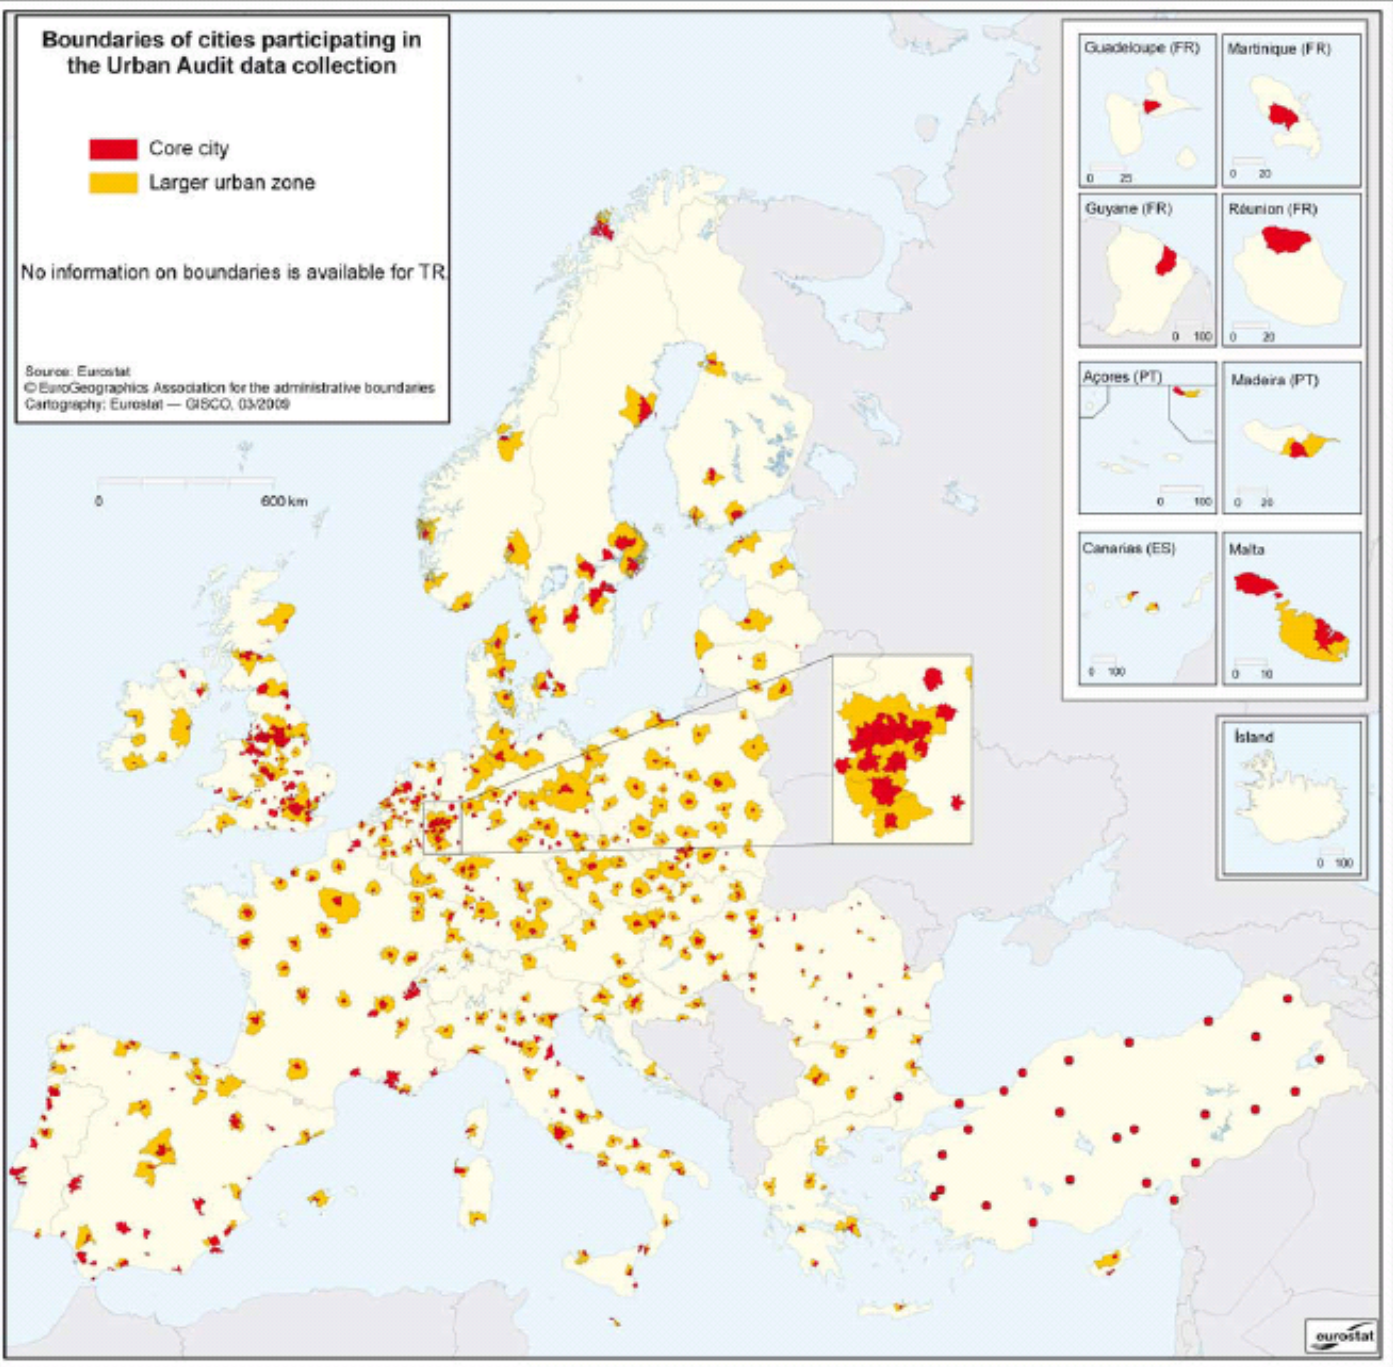 Boundaries of cities participating in
the Urban Audit data collection
Core city
Larger urban zone
No information on boundaries is available for TR.
Source: Eurostat
© EuroGeographics Association for the administrative boundaries
Cartography: Eurostat — GISCO, 03/2009
0 600 km
Guadeloupe (FR)
0 25
Martinique (FR)
0 20
Guyane (FR)
0 100
Réunion (FR)
0 20
Açores (PT)
0 100
Madeira (PT)
0 20
Canarias (ES)
0 100
Malta
0 10
Ísland
0 100
eurostat